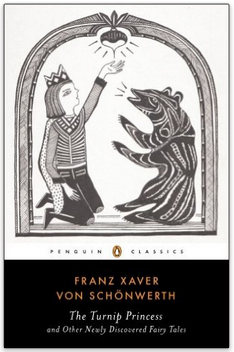 PENGUIN CLASSICS
FRANZ XAVER
VON SCHÖNWERTH
The Turnip Princess
and Other Newly Discovered Fairy Tales